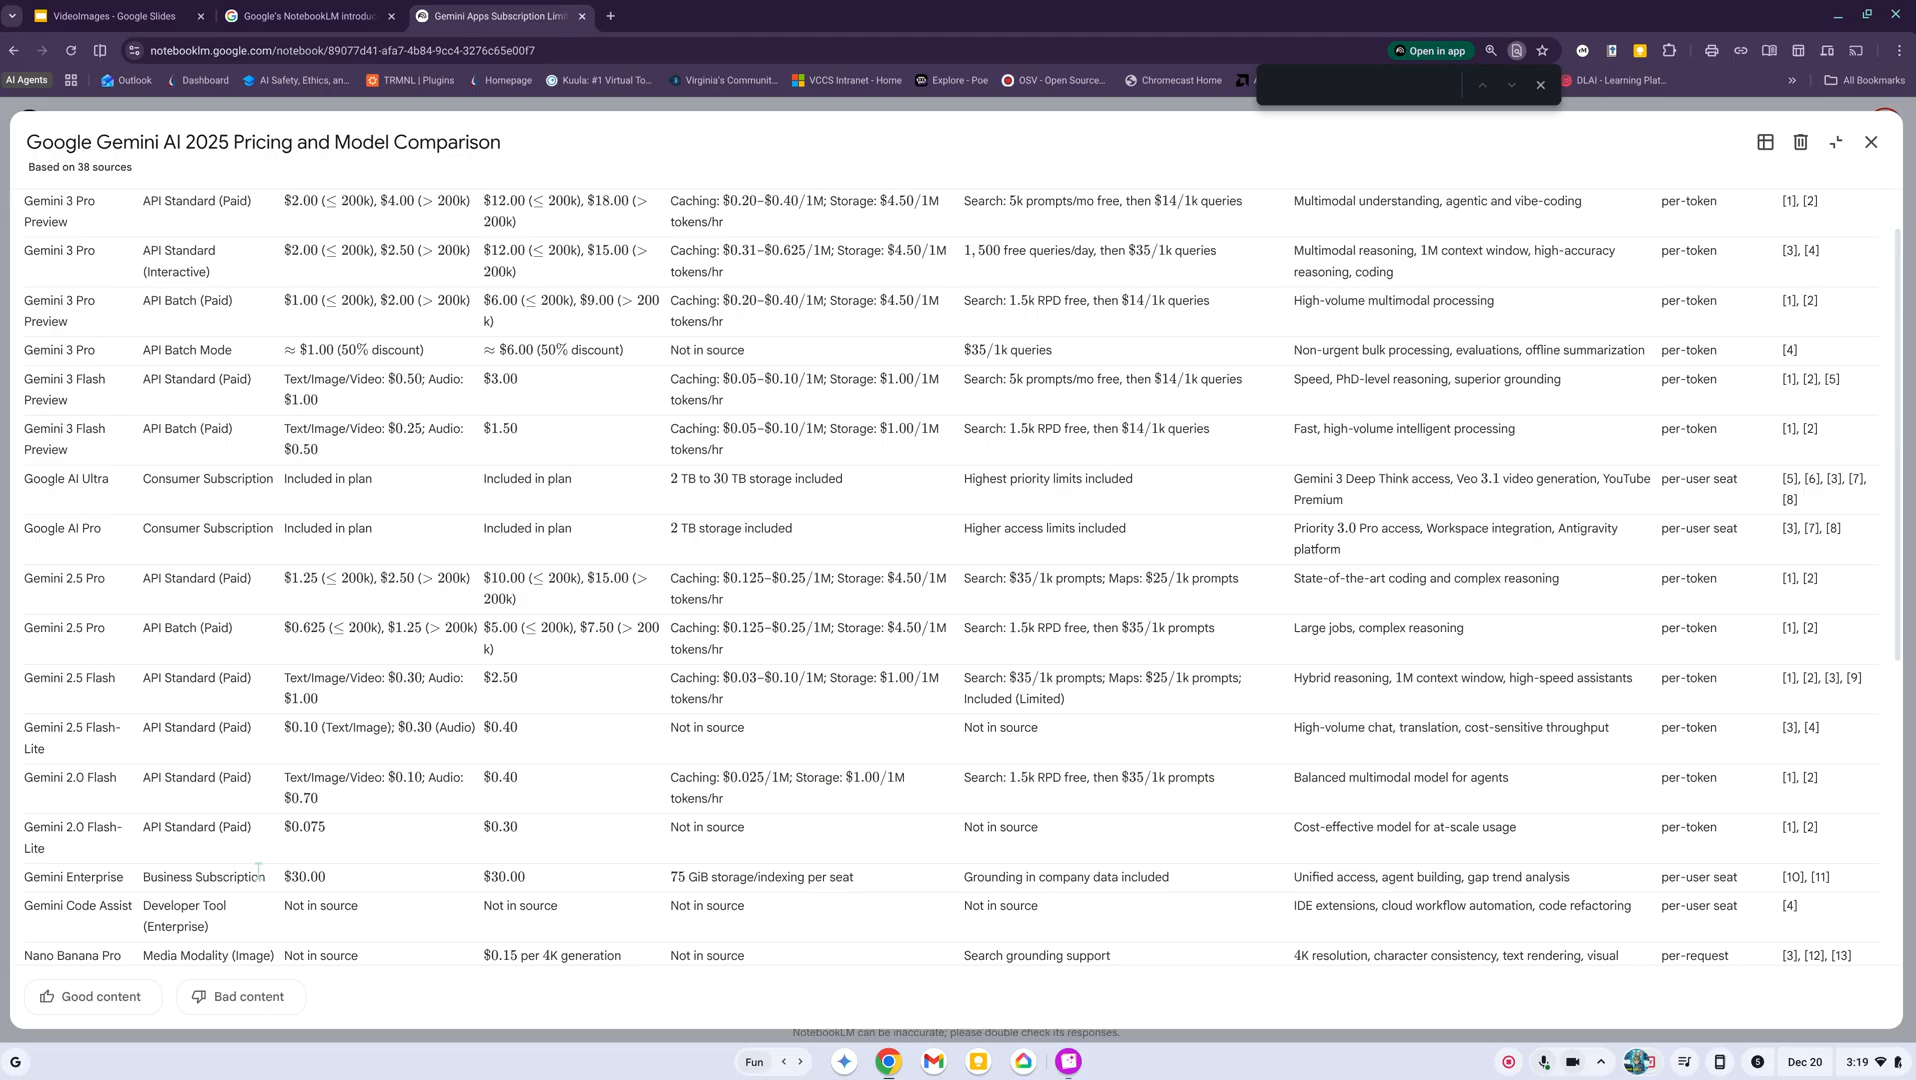 VideoImages - Google Slides
Google's NotebookLM introduc
Gemini Apps Subscription Limi
notebooklm.google.com/notebook/89077d41-afa7-4b84-9cc4-3276c65e00f7
Open in app
AI Agents
Outlook
Dashboard
AI Safety, Ethics, an...
TRMNL | Plugins
Homepage
Kuula: #1 Virtual To...
Virginia's Communit...
VCCS Intranet - Home
Explore - Poe
OSV - Open Source...
Chromecast Home
DLAI - Learning Plat...
All Bookmarks
Google Gemini AI 2025 Pricing and Model Comparison
Based on 38 sources
Gemini 3 Pro Preview API Standard (Paid) $2.00 (≤ 200k), $4.00 (> 200k) $12.00 (≤ 200k), $18.00 (> 200k) Caching: $0.20–$0.40/1M; Storage: $4.50/1M tokens/hr Search: 5k prompts/mo free, then $14/1k queries Multimodal understanding, agentic and vibe-coding per-token [1], [2]
Gemini 3 Pro API Standard (Interactive) $2.00 (≤ 200k), $2.50 (> 200k) $12.00 (≤ 200k), $15.00 (> 200k) Caching: $0.31–$0.625/1M; Storage: $4.50/1M tokens/hr 1,500 free queries/day, then $35/1k queries Multimodal reasoning, 1M context window, high-accuracy reasoning, coding per-token [3], [4]
Gemini 3 Pro Preview API Batch (Paid) $1.00 (≤ 200k), $2.00 (> 200k) $6.00 (≤ 200k), $9.00 (> 200 k) Caching: $0.20–$0.40/1M; Storage: $4.50/1M tokens/hr Search: 1.5k RPD free, then $14/1k queries High-volume multimodal processing per-token [1], [2]
Gemini 3 Pro API Batch Mode ≈ $1.00 (50% discount) ≈ $6.00 (50% discount) Not in source $35/1k queries Non-urgent bulk processing, evaluations, offline summarization per-token [4]
Gemini 3 Flash Preview API Standard (Paid) Text/Image/Video: $0.50; Audio: $1.00 $3.00 Caching: $0.05–$0.10/1M; Storage: $1.00/1M tokens/hr Search: 5k prompts/mo free, then $14/1k queries Speed, PhD-level reasoning, superior grounding per-token [1], [2], [5]
Gemini 3 Flash Preview API Batch (Paid) Text/Image/Video: $0.25; Audio: $0.50 $1.50 Caching: $0.05–$0.10/1M; Storage: $1.00/1M tokens/hr Search: 1.5k RPD free, then $14/1k queries Fast, high-volume intelligent processing per-token [1], [2]
Google AI Ultra Consumer Subscription Included in plan Included in plan 2 TB to 30 TB storage included Highest priority limits included Gemini 3 Deep Think access, Veo 3.1 video generation, YouTube Premium per-user seat [5], [6], [3], [7], [8]
Google AI Pro Consumer Subscription Included in plan Included in plan 2 TB storage included Higher access limits included Priority 3.0 Pro access, Workspace integration, Antigravity platform per-user seat [3], [7], [8]
Gemini 2.5 Pro API Standard (Paid) $1.25 (≤ 200k), $2.50 (> 200k) $10.00 (≤ 200k), $15.00 (> 200k) Caching: $0.125–$0.25/1M; Storage: $4.50/1M tokens/hr Search: $35/1k prompts; Maps: $25/1k prompts State-of-the-art coding and complex reasoning per-token [1], [2]
Gemini 2.5 Pro API Batch (Paid) $0.625 (≤ 200k), $1.25 (> 200k) $5.00 (≤ 200k), $7.50 (> 200 k) Caching: $0.125–$0.25/1M; Storage: $4.50/1M tokens/hr Search: 1.5k RPD free, then $35/1k prompts Large jobs, complex reasoning per-token [1], [2]
Gemini 2.5 Flash API Standard (Paid) Text/Image/Video: $0.30; Audio: $1.00 $2.50 Caching: $0.03–$0.10/1M; Storage: $1.00/1M tokens/hr Search: $35/1k prompts; Maps: $25/1k prompts; Included (Limited) Hybrid reasoning, 1M context window, high-speed assistants per-token [1], [2], [3], [9]
Gemini 2.5 Flash-Lite API Standard (Paid) $0.10 (Text/Image); $0.30 (Audio) $0.40 Not in source Not in source High-volume chat, translation, cost-sensitive throughput per-token [3], [4]
Gemini 2.0 Flash API Standard (Paid) Text/Image/Video: $0.10; Audio: $0.70 $0.40 Caching: $0.025/1M; Storage: $1.00/1M tokens/hr Search: 1.5k RPD free, then $35/1k prompts Balanced multimodal model for agents per-token [1], [2]
Gemini 2.0 Flash-Lite API Standard (Paid) $0.075 $0.30 Not in source Not in source Cost-effective model for at-scale usage per-token [1], [2]
Gemini Enterprise Business Subscription $30.00 $30.00 75 GiB storage/indexing per seat Grounding in company data included Unified access, agent building, gap trend analysis per-user seat [10], [11]
Gemini Code Assist Developer Tool (Enterprise) Not in source Not in source Not in source Not in source IDE extensions, cloud workflow automation, code refactoring per-user seat [4]
Nano Banana Pro Media Modality (Image) Not in source $0.15 per 4K generation Not in source Search grounding support 4K resolution, character consistency, text rendering, visual per-request [3], [12], [13]
Good content
Bad content
NotebookLM can be inaccurate; please double check its responses.
Fun
Dec 20
3:19